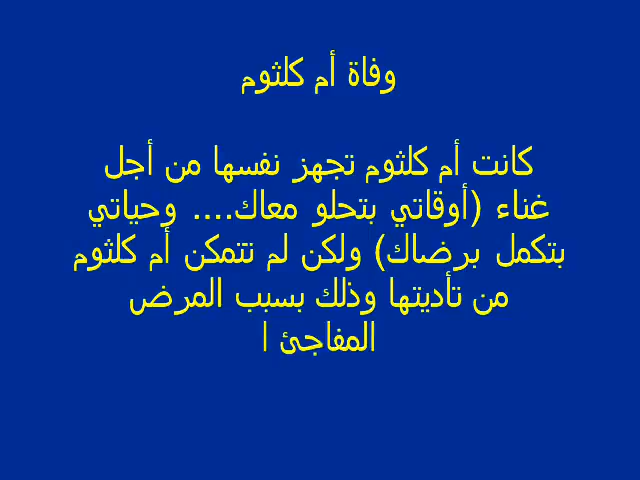 وفاة أم كلثوم
كانت أم كلثوم تجهز نفسها من أجل
غناء (أوقاتي بتحلو معاك.... وحياتي
بتكمل برضاك) ولكن لم تتمكن أم كلثوم
من تأديتها وذلك بسبب المرض
المفاجئ ا